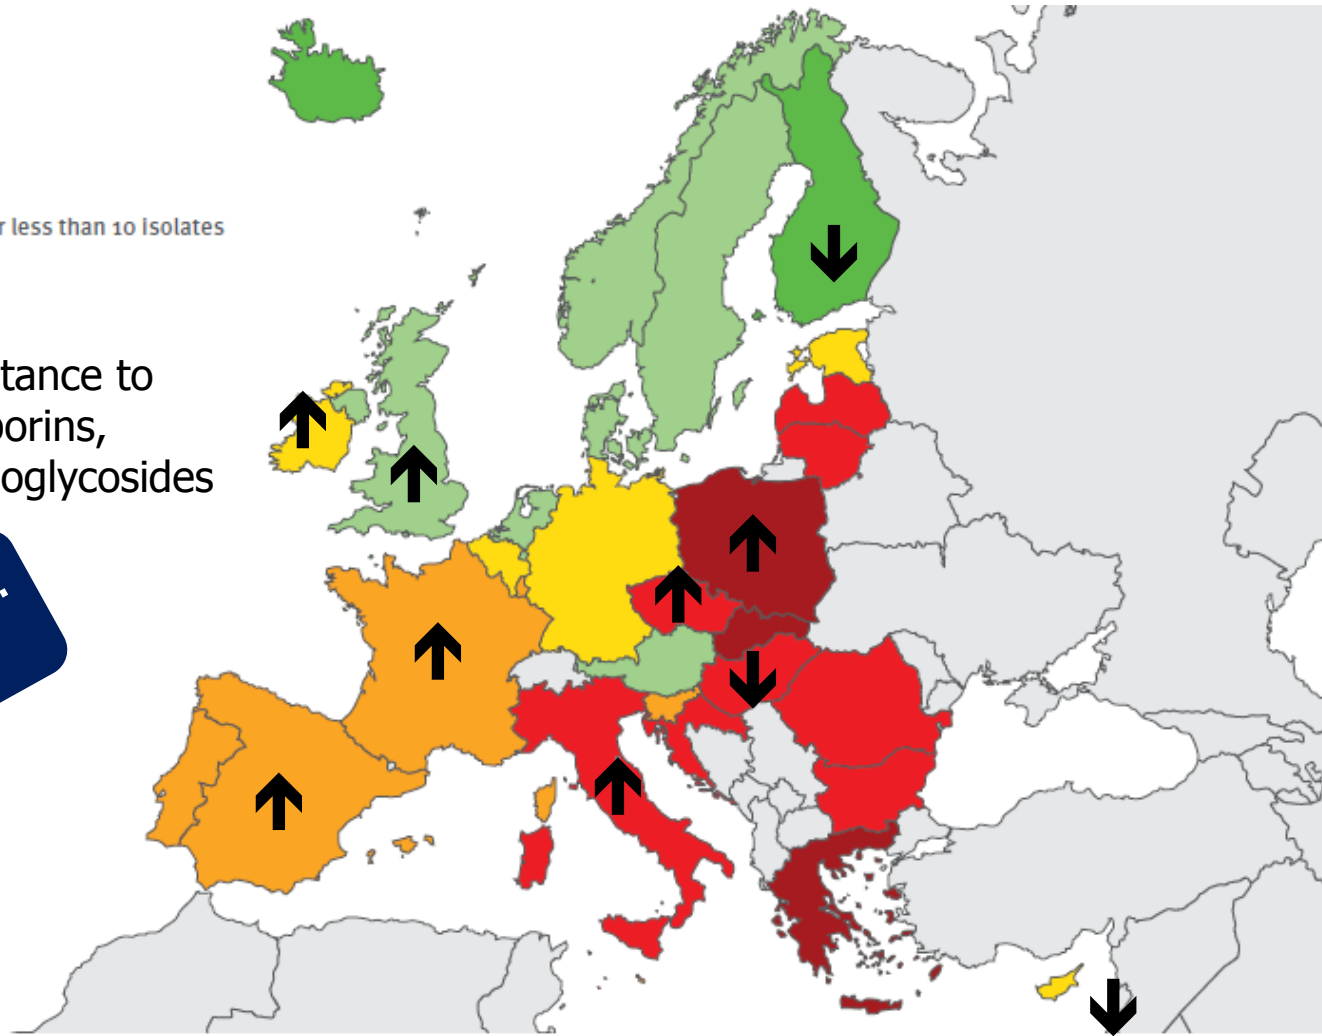 r less than 10 isolates
tance to
porins,
oglycosides